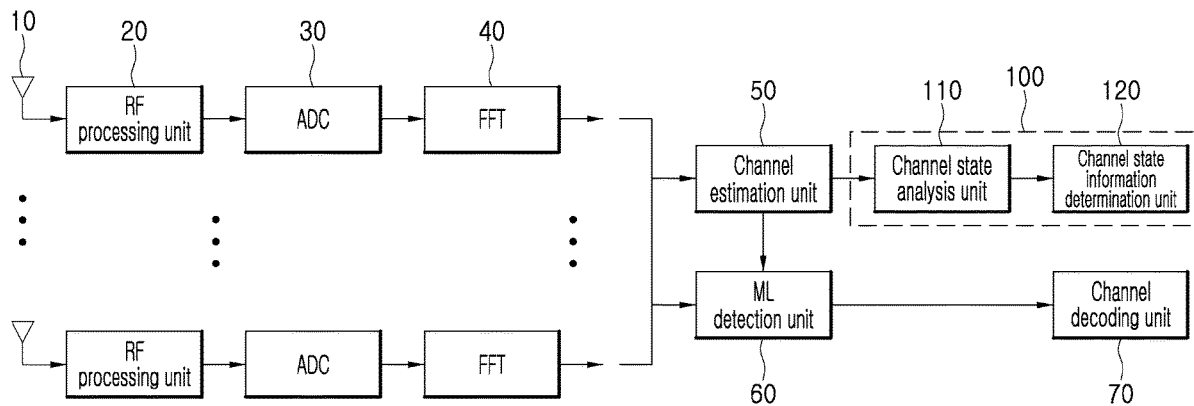 10
20
30
40
50
110
100
120
RF
processing unit
ADC
FFT
Channel
estimation unit
Channel state
analysis unit
Channel state
information
determination unit
RF
processing unit
ADC
FFT
ML
detection unit
Channel
decoding unit
60
70